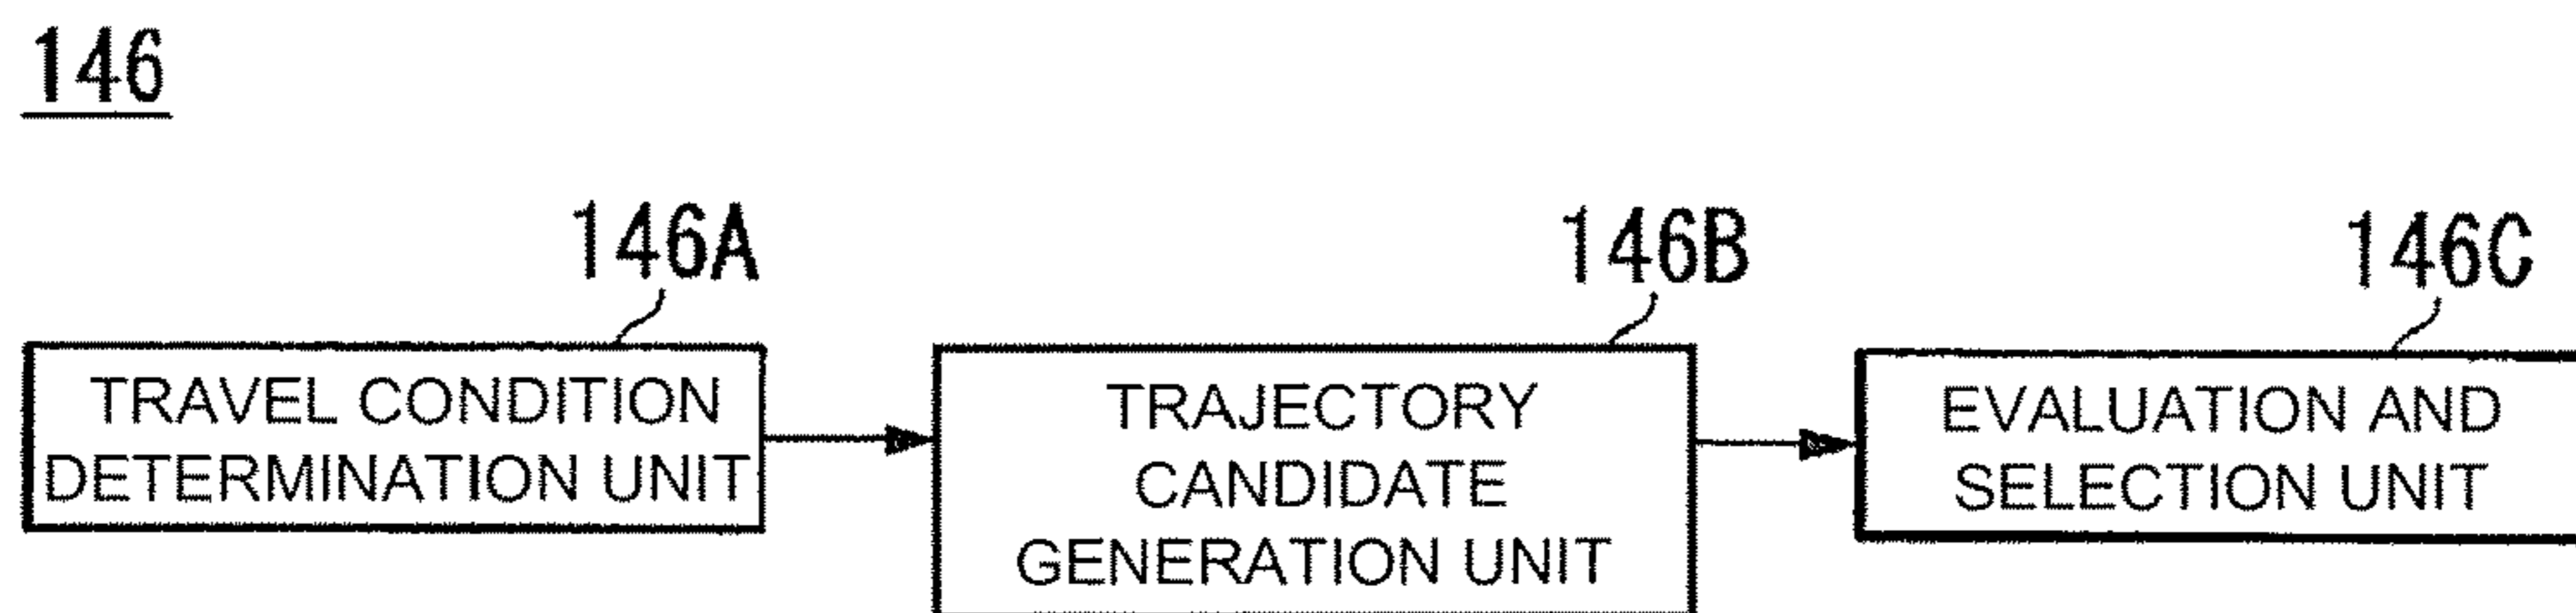 146
146A
TRAVEL CONDITION
DETERMINATION UNIT
146B
TRAJECTORY
CANDIDATE
GENERATION UNIT
146C
EVALUATION AND
SELECTION UNIT